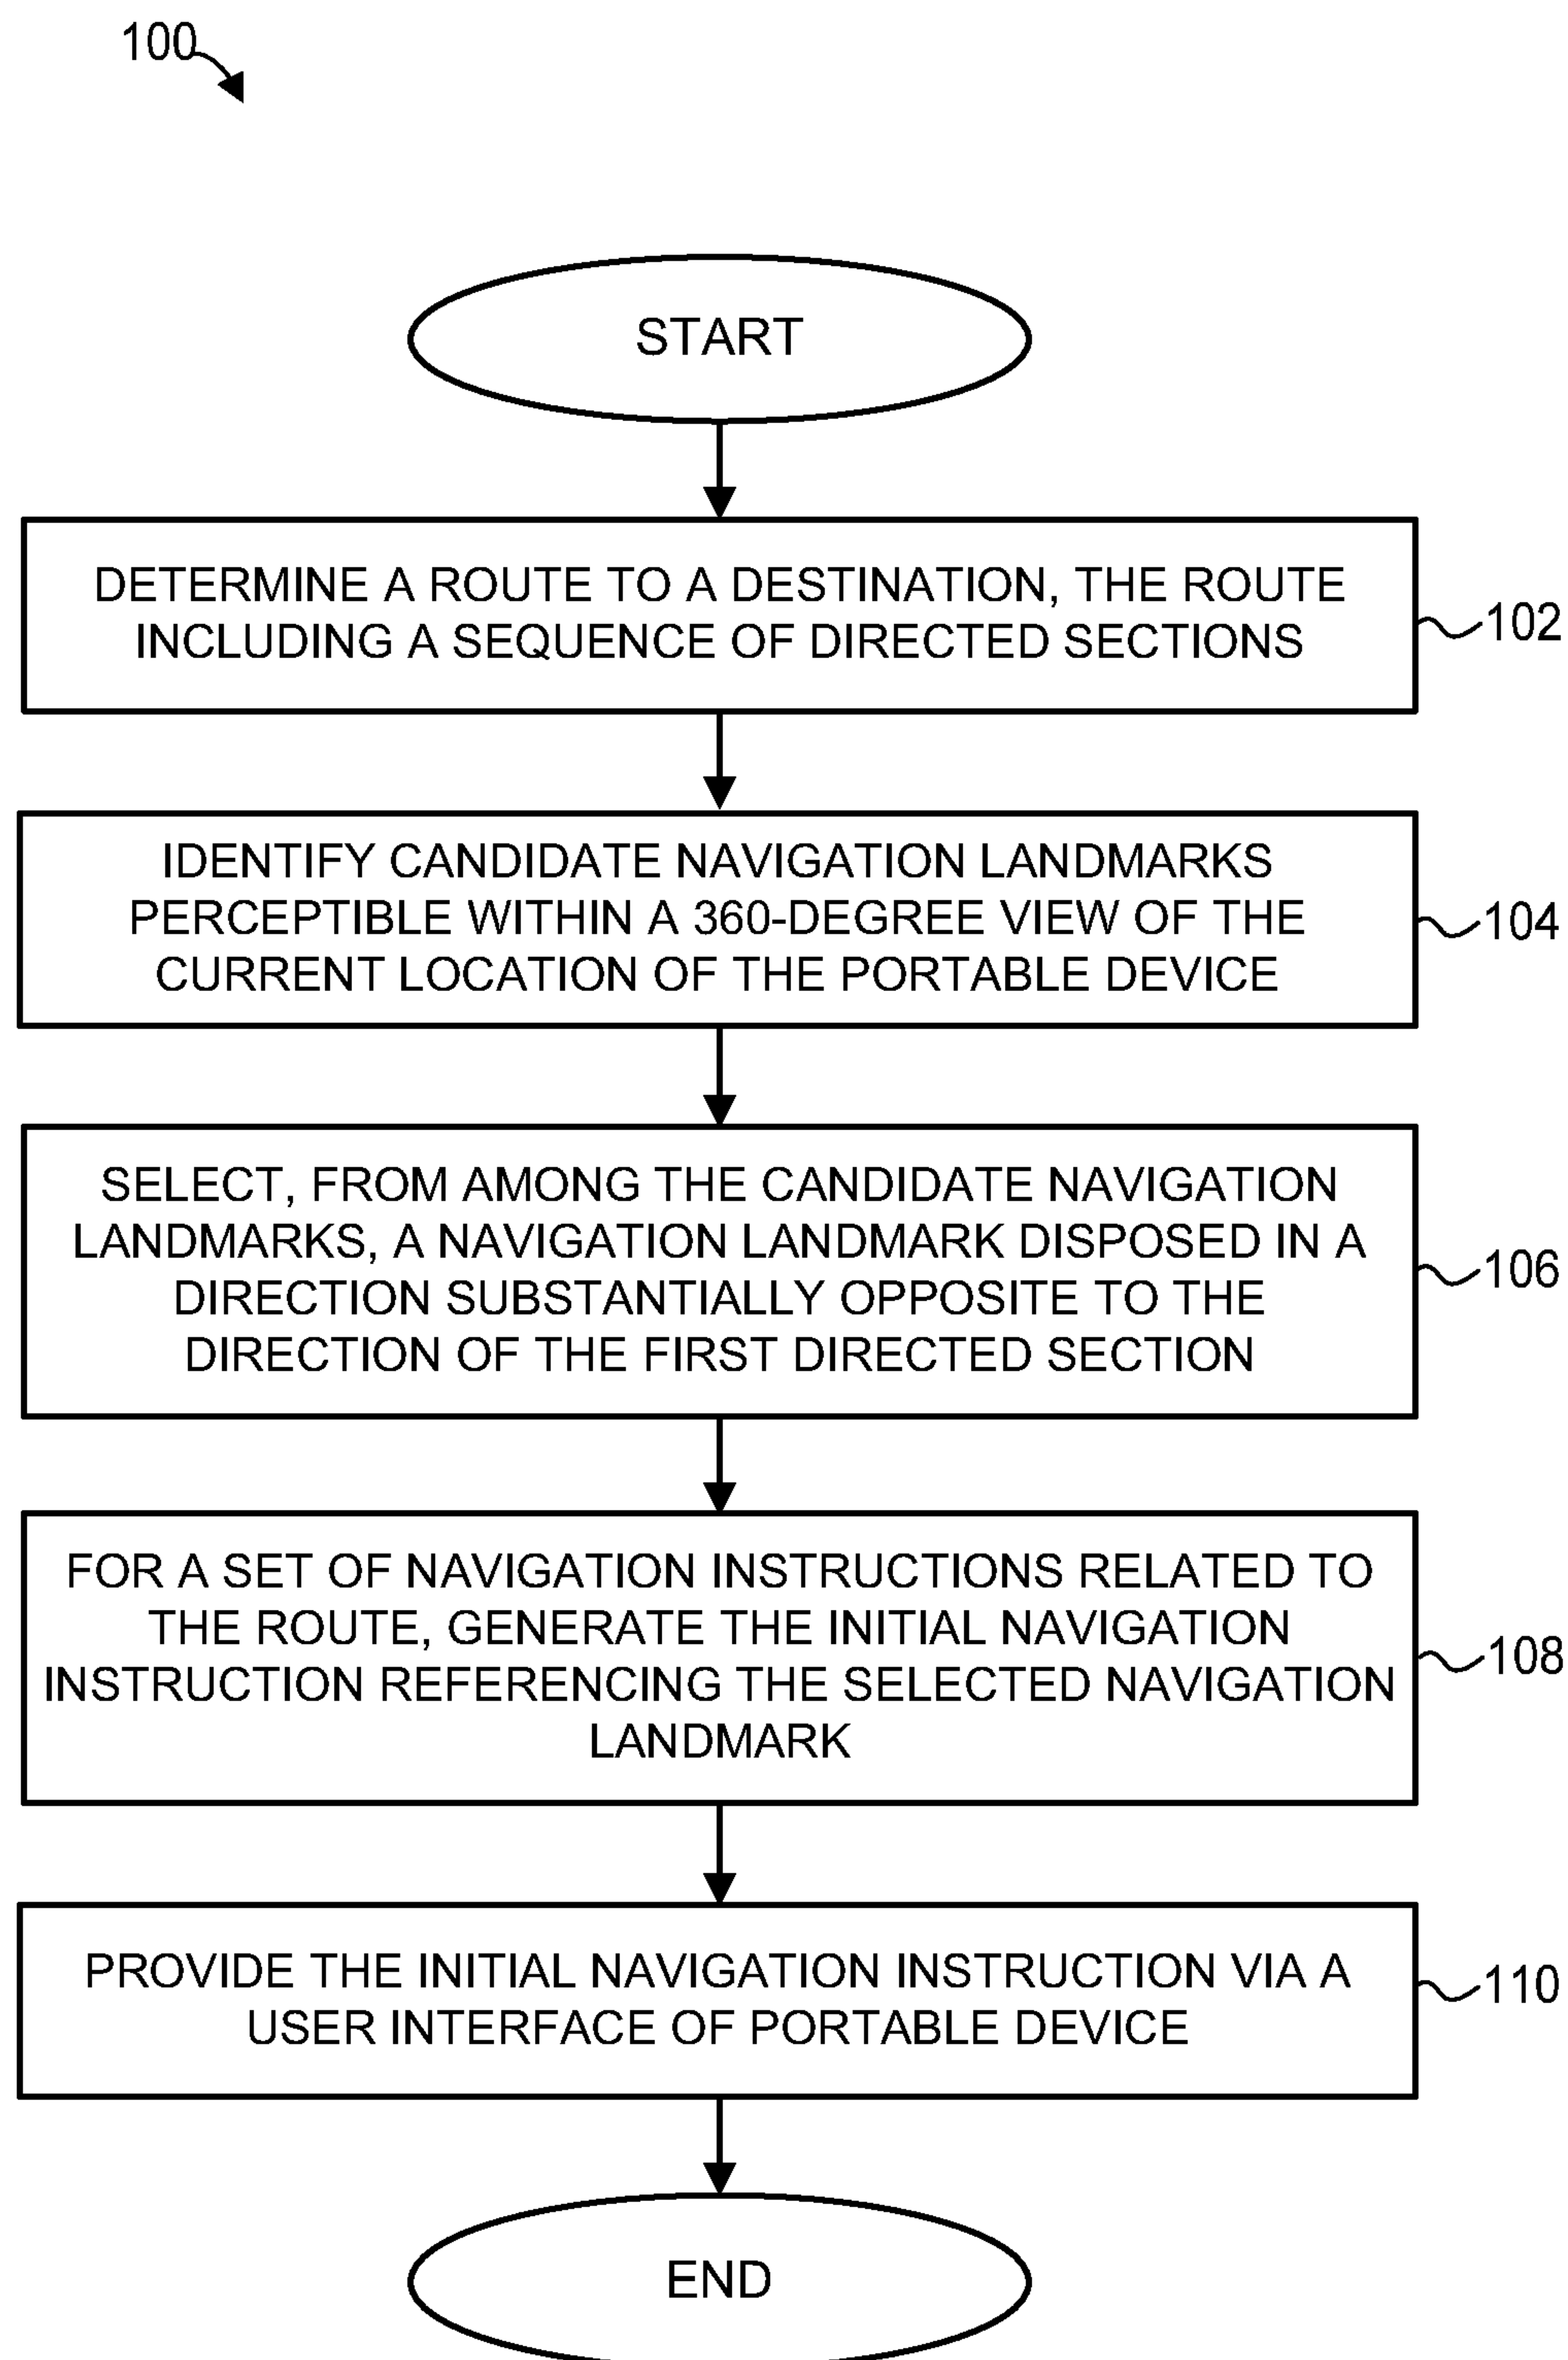 100
START
DETERMINE A ROUTE TO A DESTINATION, THE ROUTE
INCLUDING A SEQUENCE OF DIRECTED SECTIONS
102
IDENTIFY CANDIDATE NAVIGATION LANDMARKS
PERCEPTIBLE WITHIN A 360-DEGREE VIEW OF THE
CURRENT LOCATION OF THE PORTABLE DEVICE
104
SELECT, FROM AMONG THE CANDIDATE NAVIGATION
LANDMARKS, A NAVIGATION LANDMARK DISPOSED IN A
DIRECTION SUBSTANTIALLY OPPOSITE TO THE
DIRECTION OF THE FIRST DIRECTED SECTION
106
FOR A SET OF NAVIGATION INSTRUCTIONS RELATED TO
THE ROUTE, GENERATE THE INITIAL NAVIGATION
INSTRUCTION REFERENCING THE SELECTED NAVIGATION
LANDMARK
108
PROVIDE THE INITIAL NAVIGATION INSTRUCTION VIA A
USER INTERFACE OF PORTABLE DEVICE
110
END